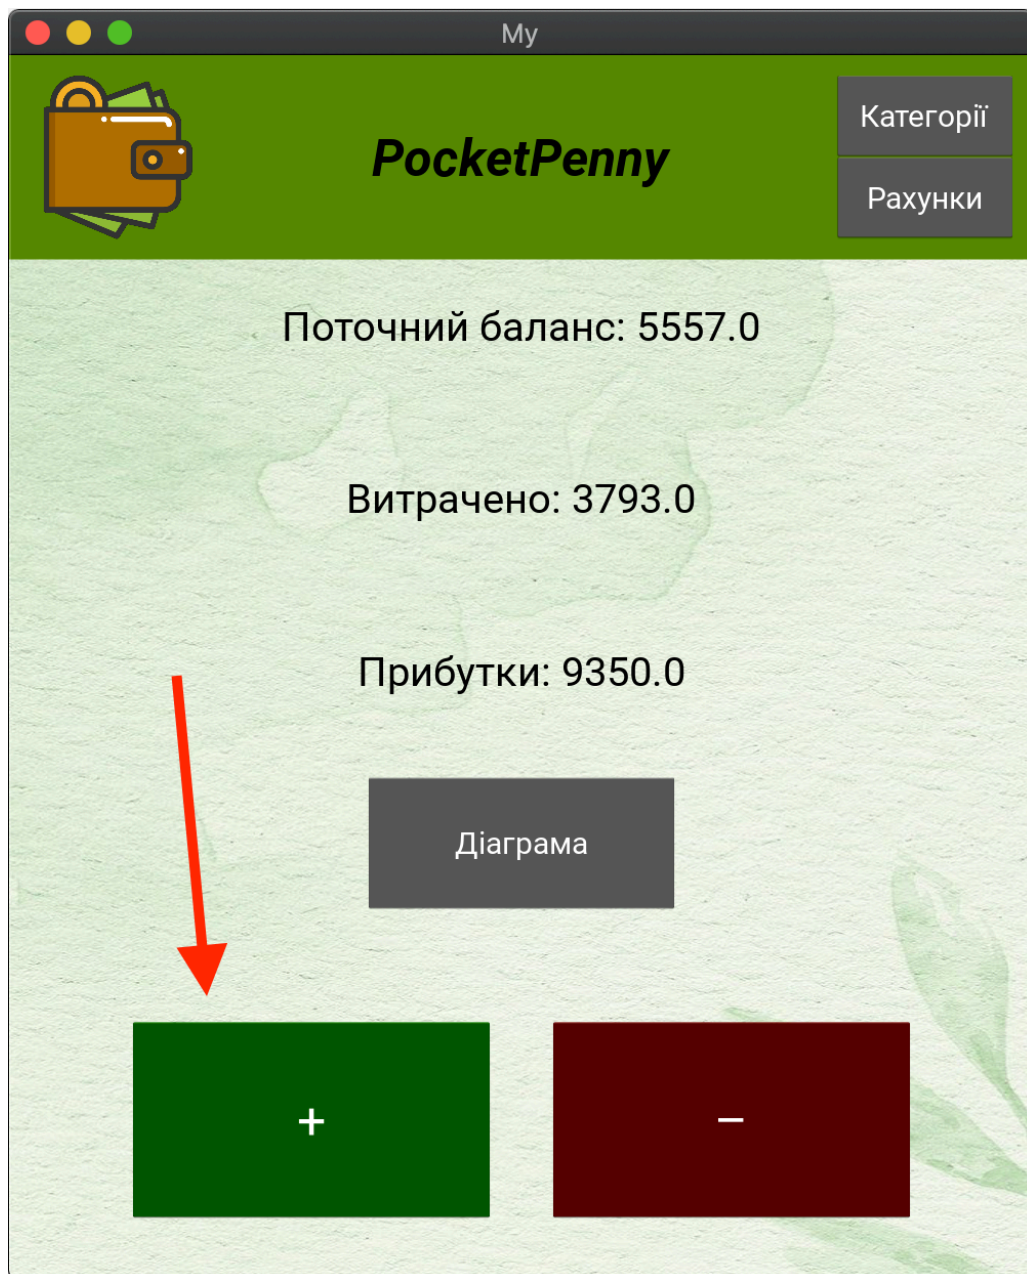 My
PocketPenny
Категорії
Рахунки
Поточний баланс: 5557.0
Витрачено: 3793.0
Прибутки: 9350.0
Діаграма
+
–